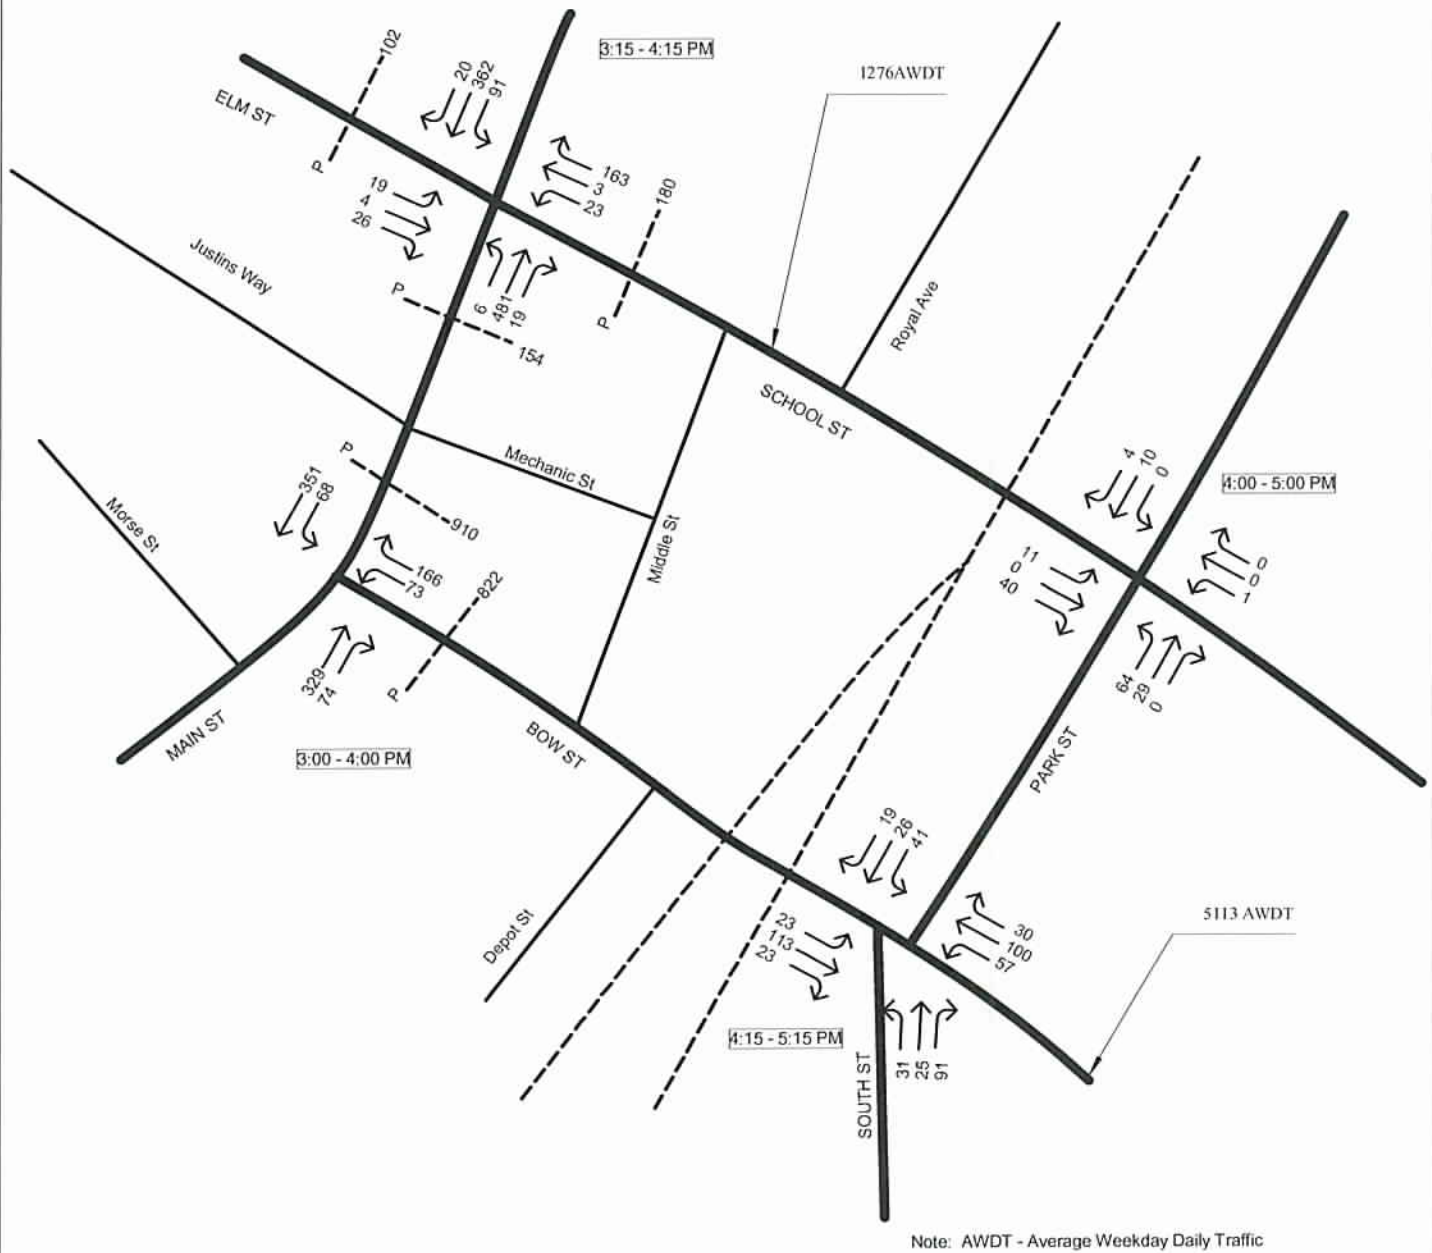 3:15 - 4:15 PM
102
20
362
91
1276AWDT
ELM ST
P
163
3
23
180
19
4
26
Justins Way
P
6
481
19
P
154
Royal Ave
SCHOOL ST
P
Mechanic St
351
68
910
Morse St
Middle St
4
10
0
4:00 - 5:00 PM
166
73
822
11
0
40
0
0
1
329
74
P
64
29
0
MAIN ST
3:00 - 4:00 PM
BOW ST
PARK ST
19
26
41
Depot St
23
113
23
30
100
57
5113 AWDT
4:15 - 5:15 PM
SOUTH ST
31
25
91
Note: AWDT - Average Weekday Daily Traffic